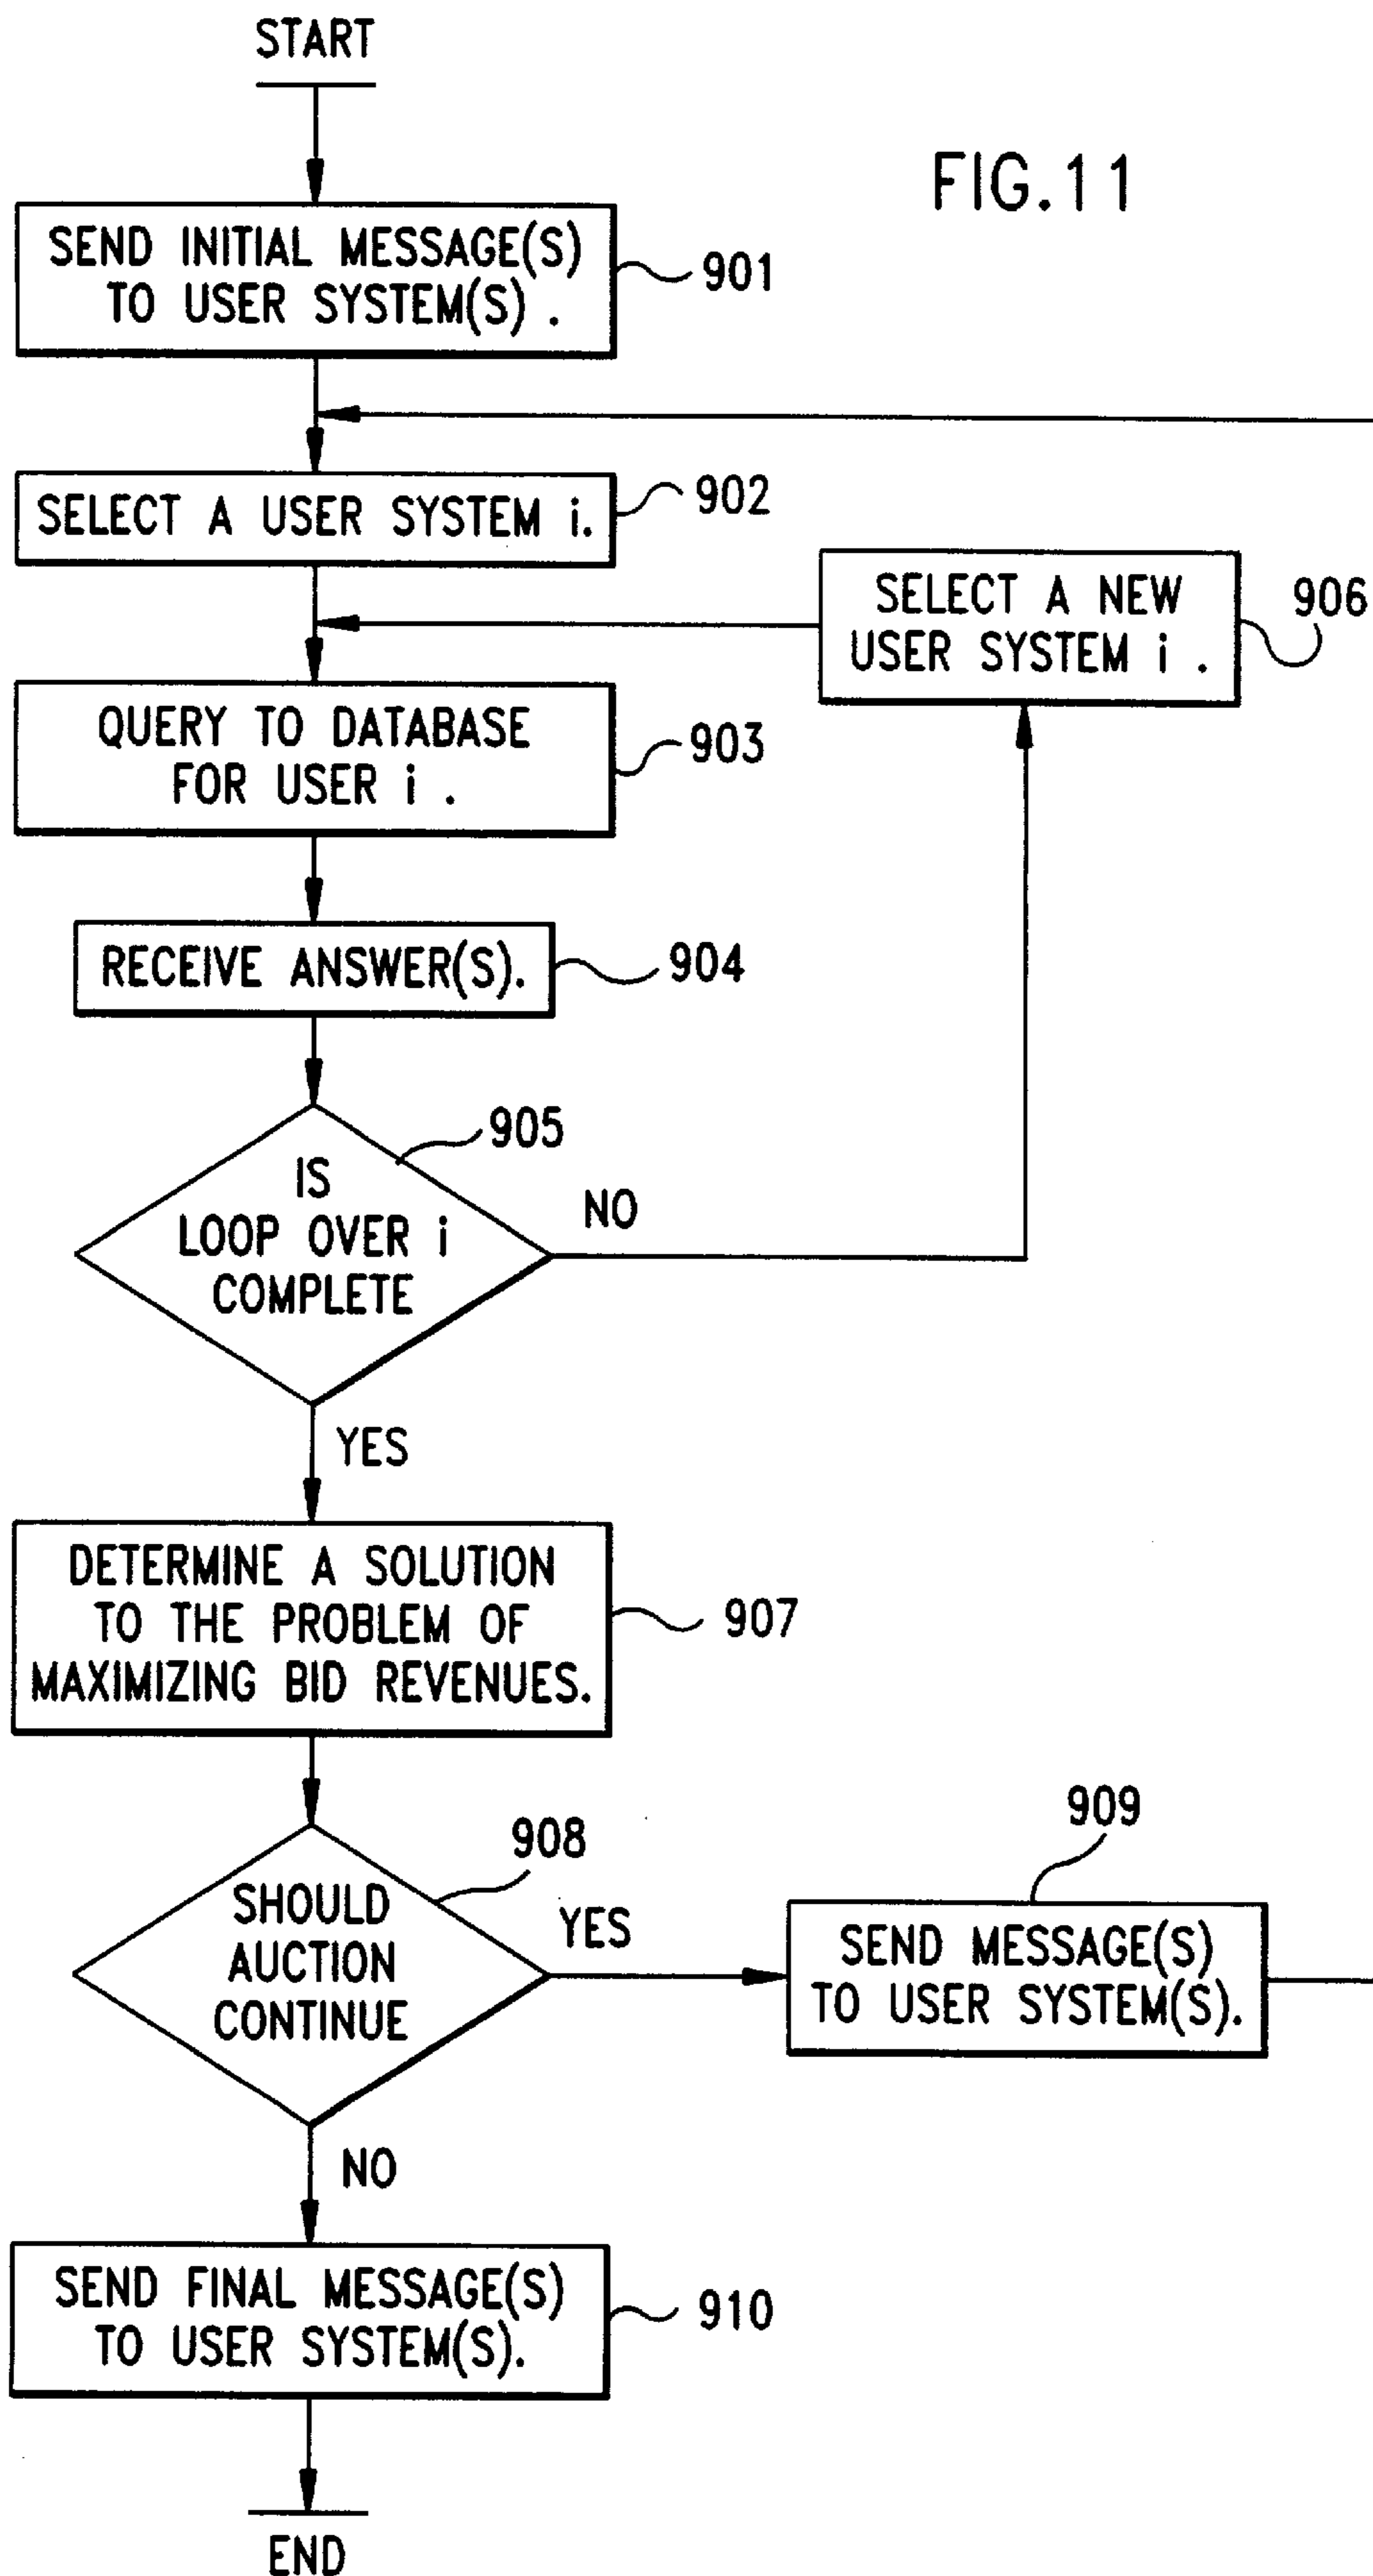 START
FIG.11
SEND INITIAL MESSAGE(S)
TO USER SYSTEM(S) .
901
SELECT A USER SYSTEM i.
902
SELECT A NEW
USER SYSTEM i .
906
QUERY TO DATABASE
FOR USER i .
903
RECEIVE ANSWER(S).
904
905
IS
LOOP OVER i
COMPLETE
NO
YES
DETERMINE A SOLUTION
TO THE PROBLEM OF
MAXIMIZING BID REVENUES.
907
908
SHOULD
AUCTION
CONTINUE
YES
909
SEND MESSAGE(S)
TO USER SYSTEM(S).
NO
SEND FINAL MESSAGE(S)
TO USER SYSTEM(S).
910
END